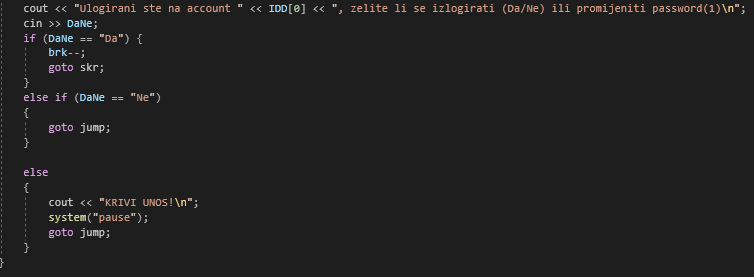 cout << "Ulogirani ste na account " << IDD[0] << ", zelite li se izlogirati (Da/Ne) ili promijeniti password(1)\n";
cin >> DaNe;
if (DaNe == "Da") {
brk--;
goto skr;
}
else if (DaNe == "Ne")
{
goto jump;
}
else
{
cout << "KRIVI UNOS!\n";
system("pause");
goto jump;
}
}